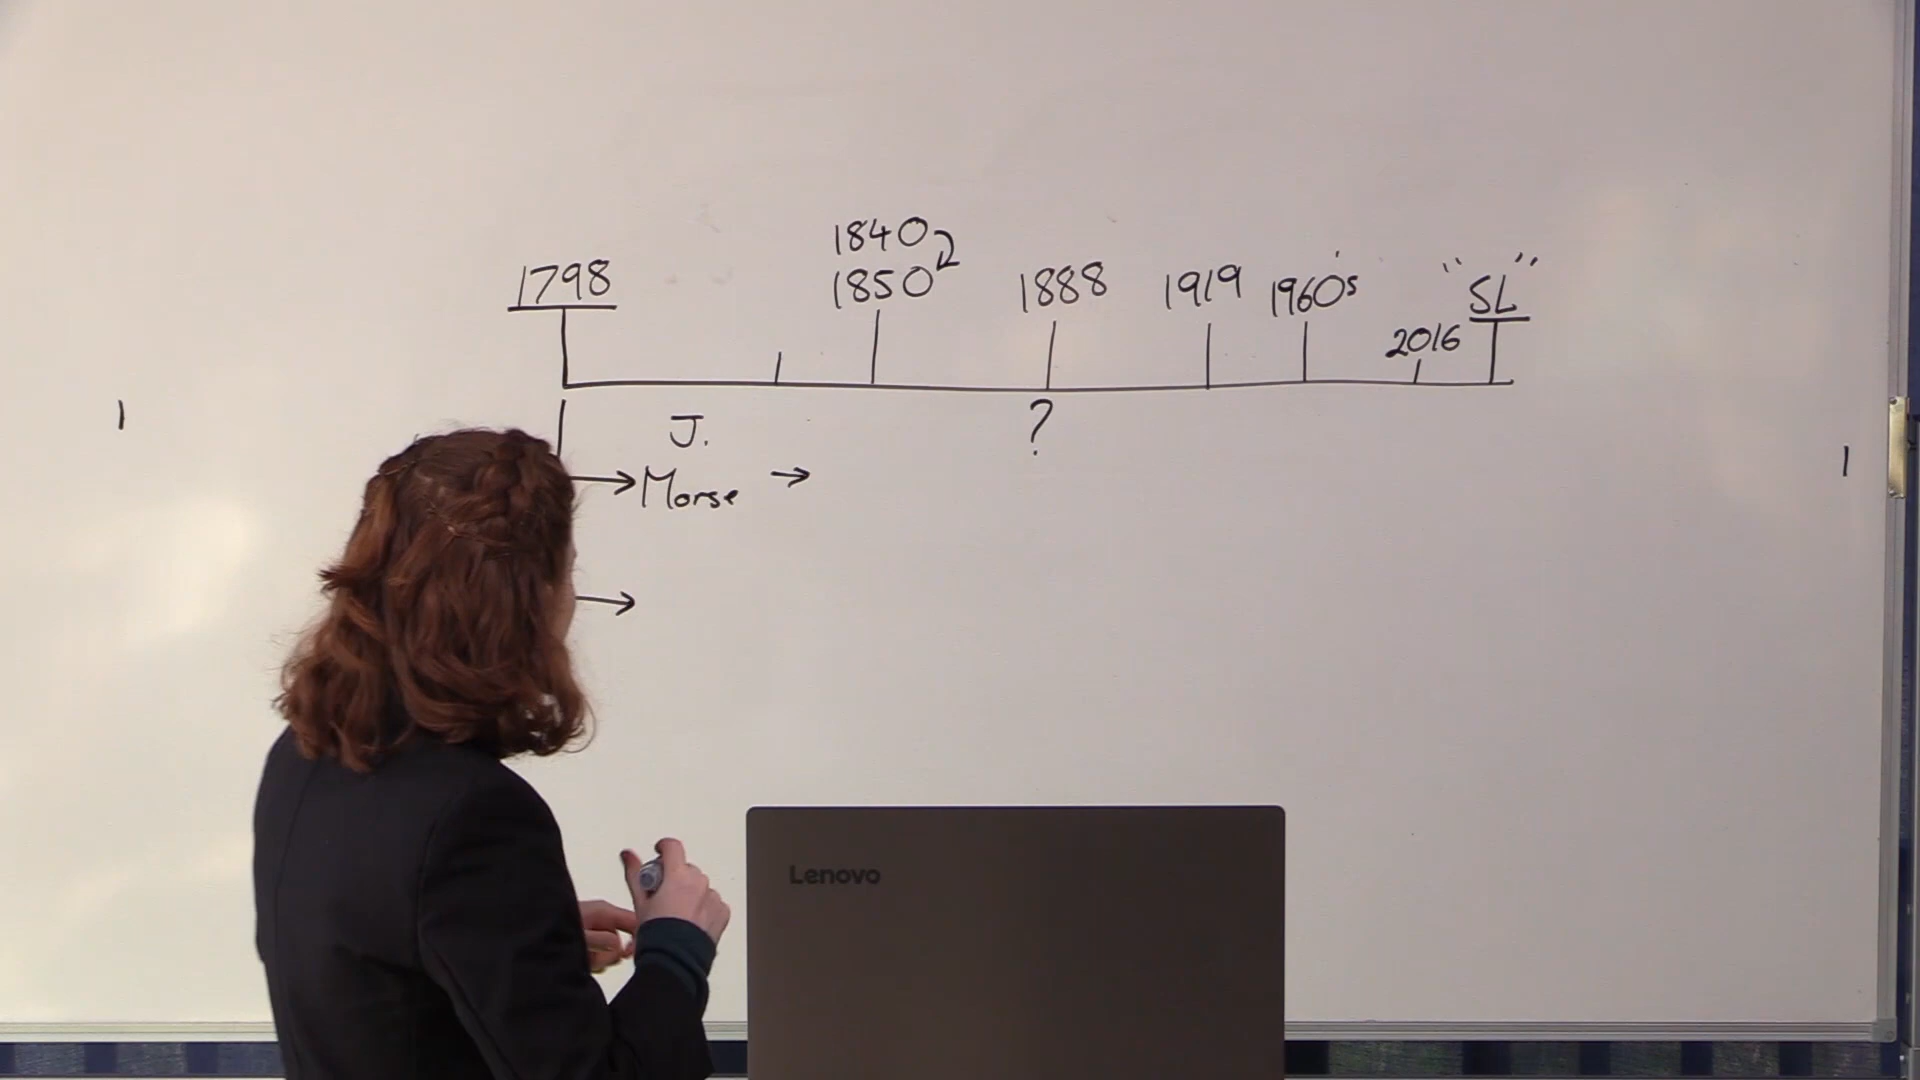 1840
1798 1850 1888 1919 1960s "SL"
2016
J. ?
→ Morse →
→
Lenovo